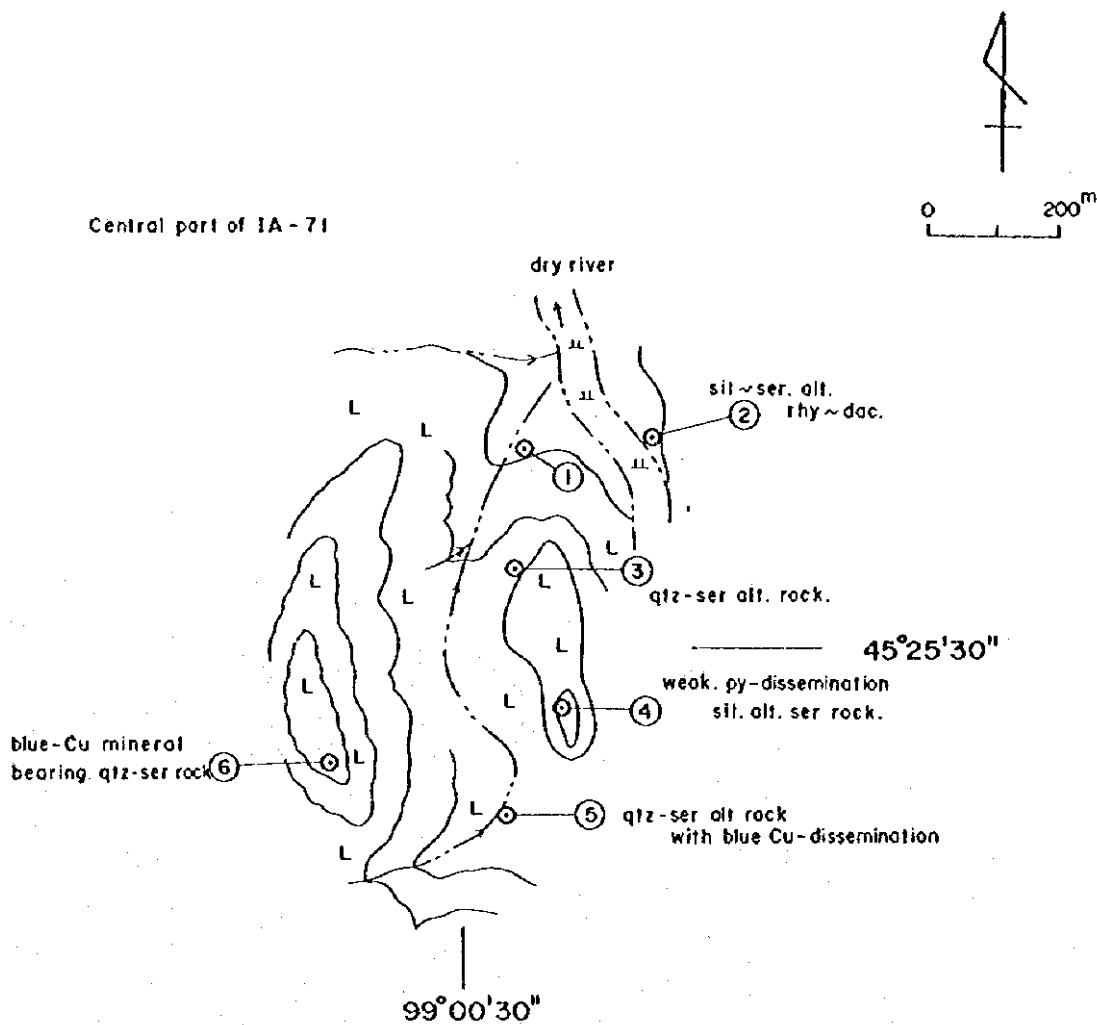 0 200m
Central part of IA-71
dry river
L
L
sil~ser. alt.
② rhy~dac.
①
L
③
L
L
L
qtz-ser alt. rock.
L
45°25'30"
weak. py-dissemination
L
L
④ sil. alt. ser rock.
blue-Cu mineral
bearing. qtz-ser rock ⑥
L
L
⑤ qtz-ser alt rock
with blue Cu-dissemination
L
99°00'30"